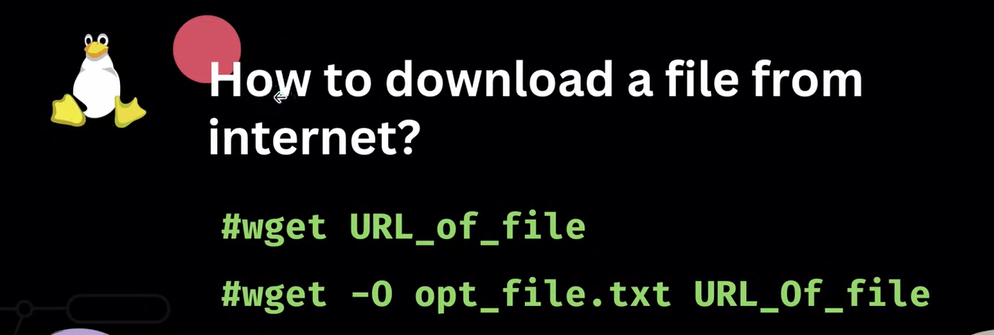 How to download a file from
internet?
#wget URL_of_file
#wget -O opt_file.txt URL_Of_file